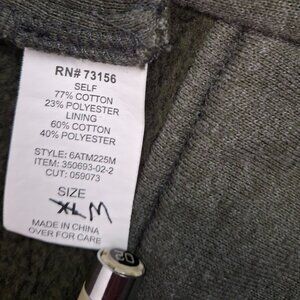 RN# 73156
SELF
77% COTTON
23% POLYESTER
LINING
60% COTTON
40% POLYESTER
STYLE: 6ATM225M
ITEM: 350693-02-2
CUT: 059073
SIZE
XL M
MADE IN CHINA
OVER FOR CARE
02